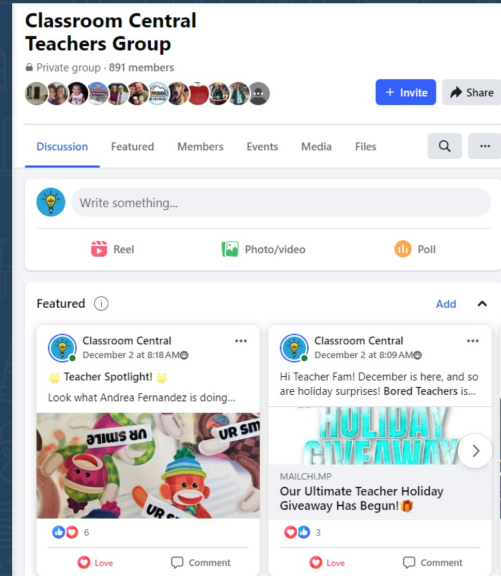 Classroom Central
Teachers Group
Private group · 891 members
+ Invite
Share
Discussion
Featured
Members
Events
Media
Files
Write something...
Reel
Photo/video
Poll
Featured
Add
Classroom Central
December 2 at 8:18 AM
Teacher Spotlight!
Look what Andrea Fernandez is doing...
UR SMILE
UR SM
UR S
6
Love
Comment
Classroom Central
December 2 at 8:09 AM
Hi Teacher Fam! December is here, and so
are holiday surprises! Bored Teachers is...
HOLIDAY
GIVEAWAY
MAILCHI.MP
Our Ultimate Teacher Holiday
Giveaway Has Begun!
3
Love
Comment